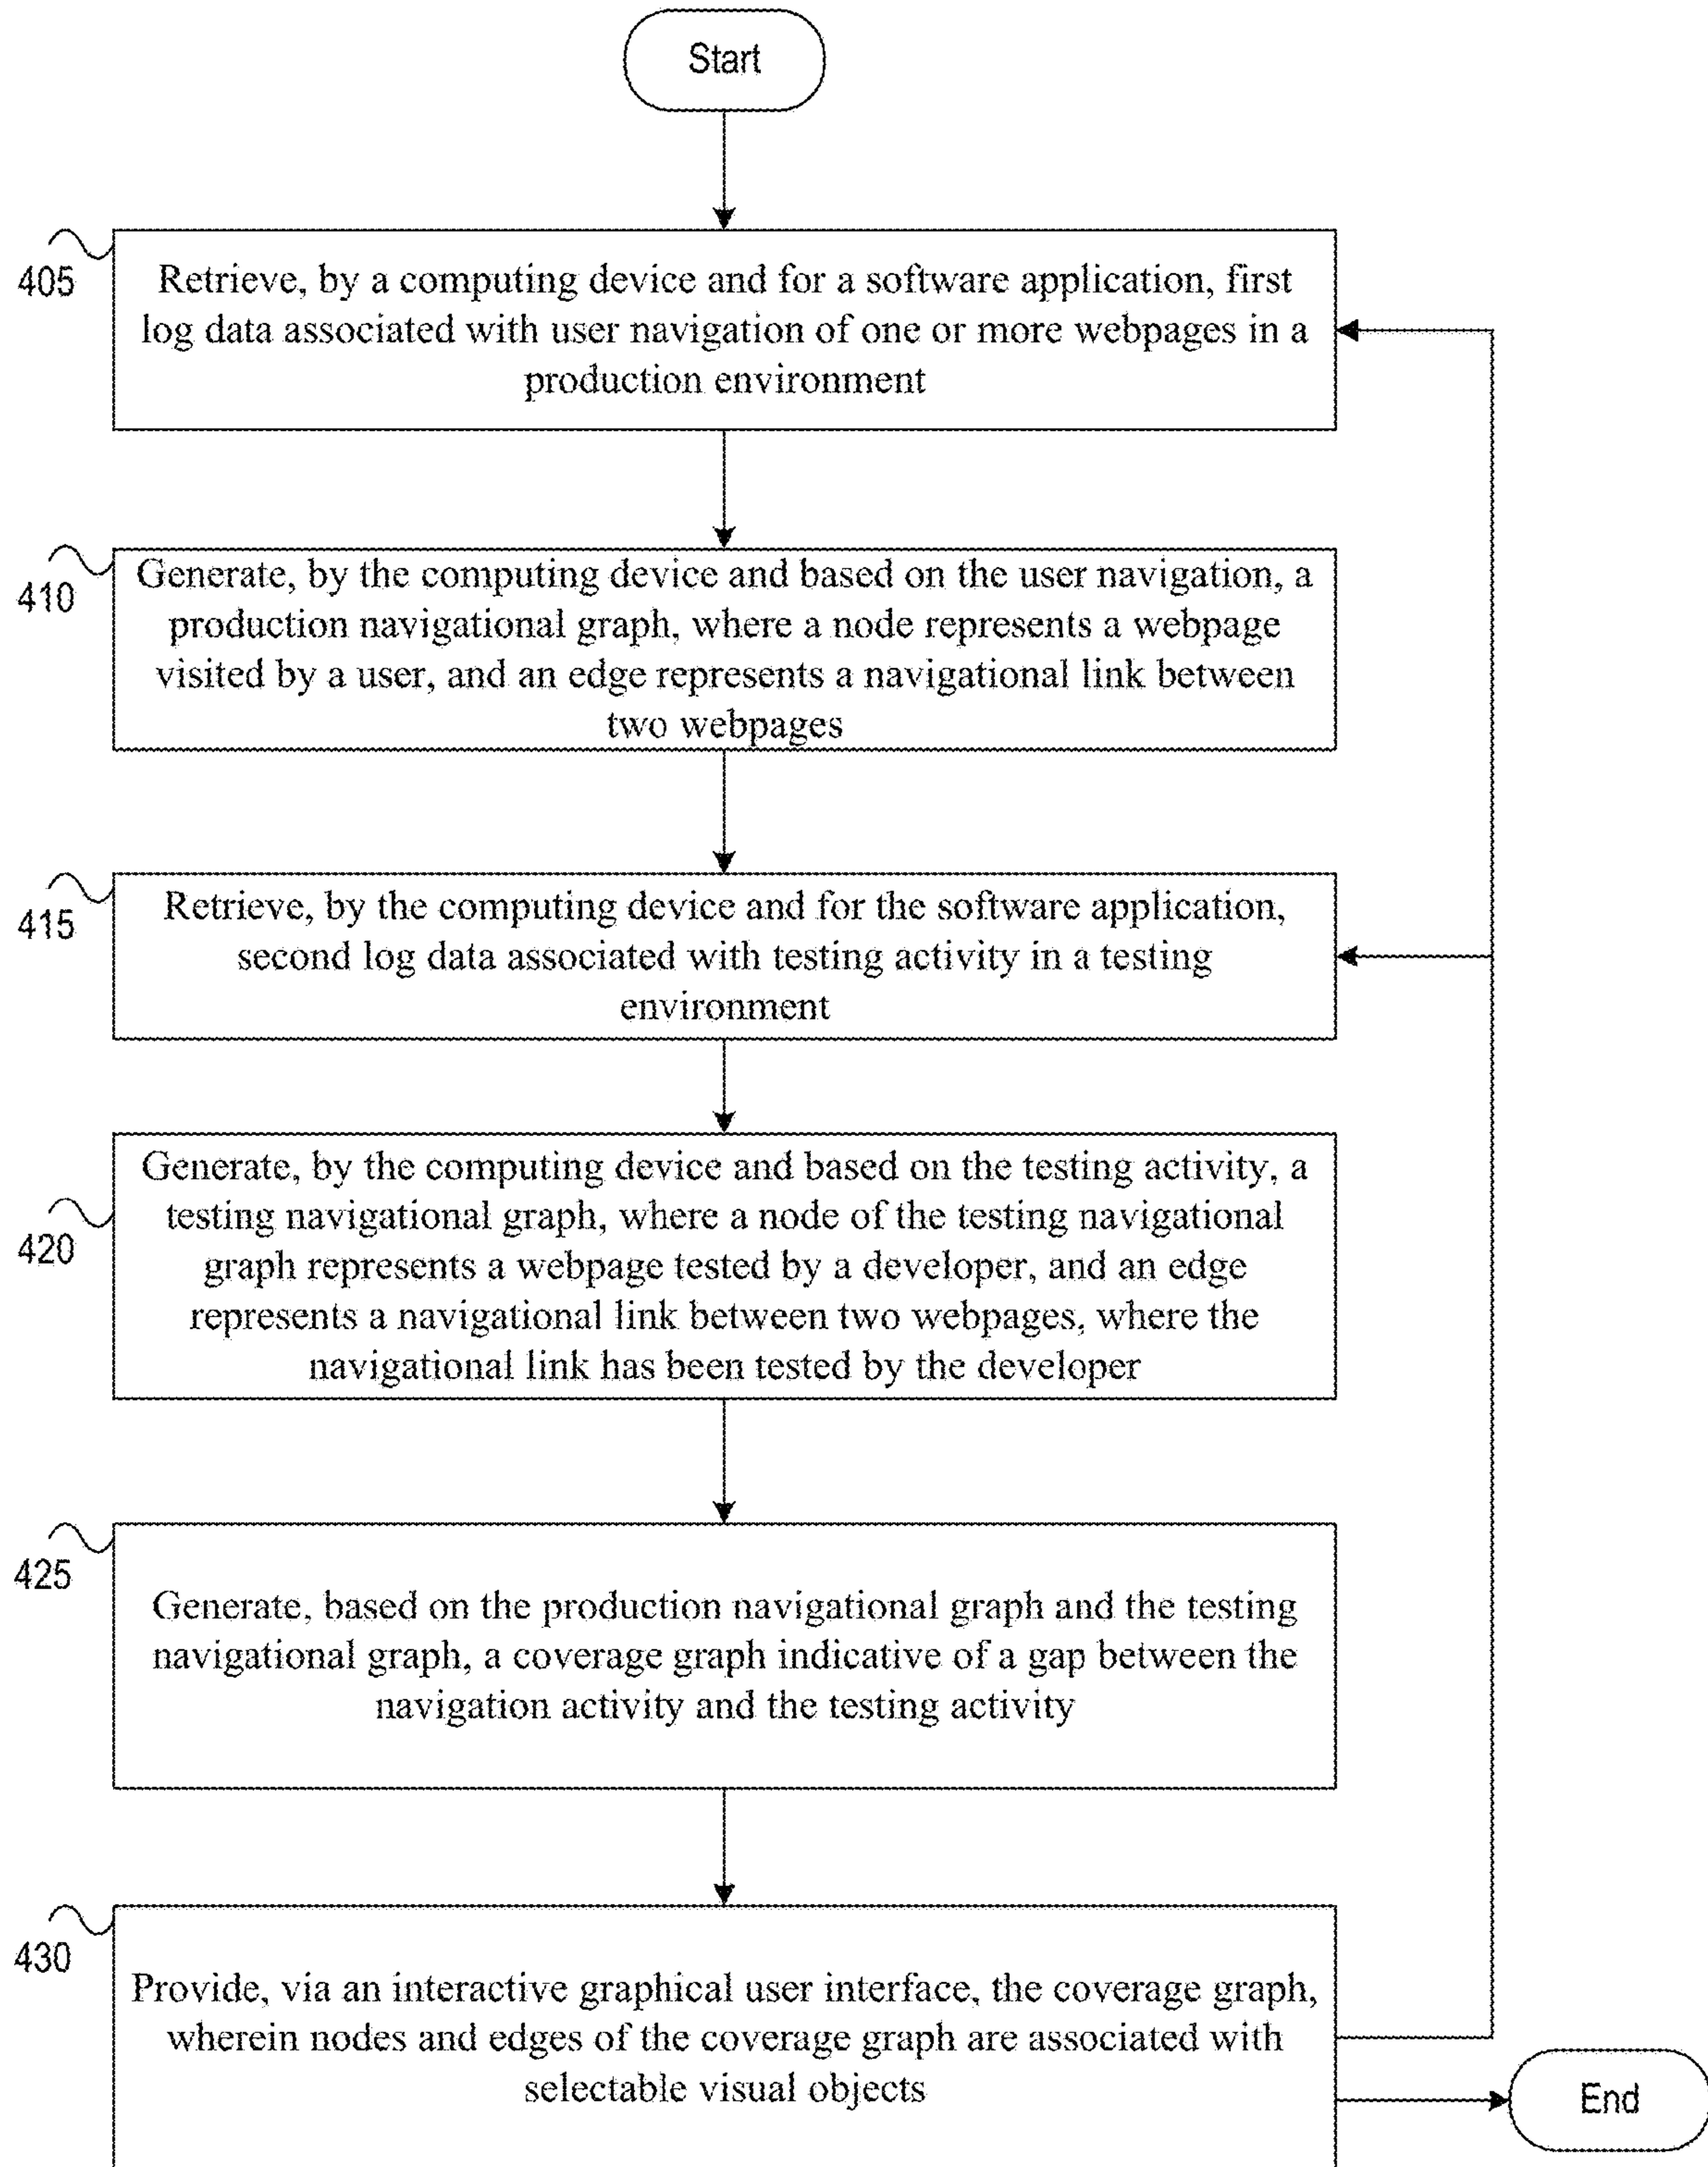 Start
405
Retrieve, by a computing device and for a software application, first
log data associated with user navigation of one or more webpages in a
production environment
410
Generate, by the computing device and based on the user navigation, a
production navigational graph, where a node represents a webpage
visited by a user, and an edge represents a navigational link between
two webpages
415
Retrieve, by the computing device and for the software application,
second log data associated with testing activity in a testing
environment
420
Generate, by the computing device and based on the testing activity, a
testing navigational graph, where a node of the testing navigational
graph represents a webpage tested by a developer, and an edge
represents a navigational link between two webpages, where the
navigational link has been tested by the developer
425
Generate, based on the production navigational graph and the testing
navigational graph, a coverage graph indicative of a gap between the
navigation activity and the testing activity
430
Provide, via an interactive graphical user interface, the coverage graph,
wherein nodes and edges of the coverage graph are associated with
selectable visual objects
End